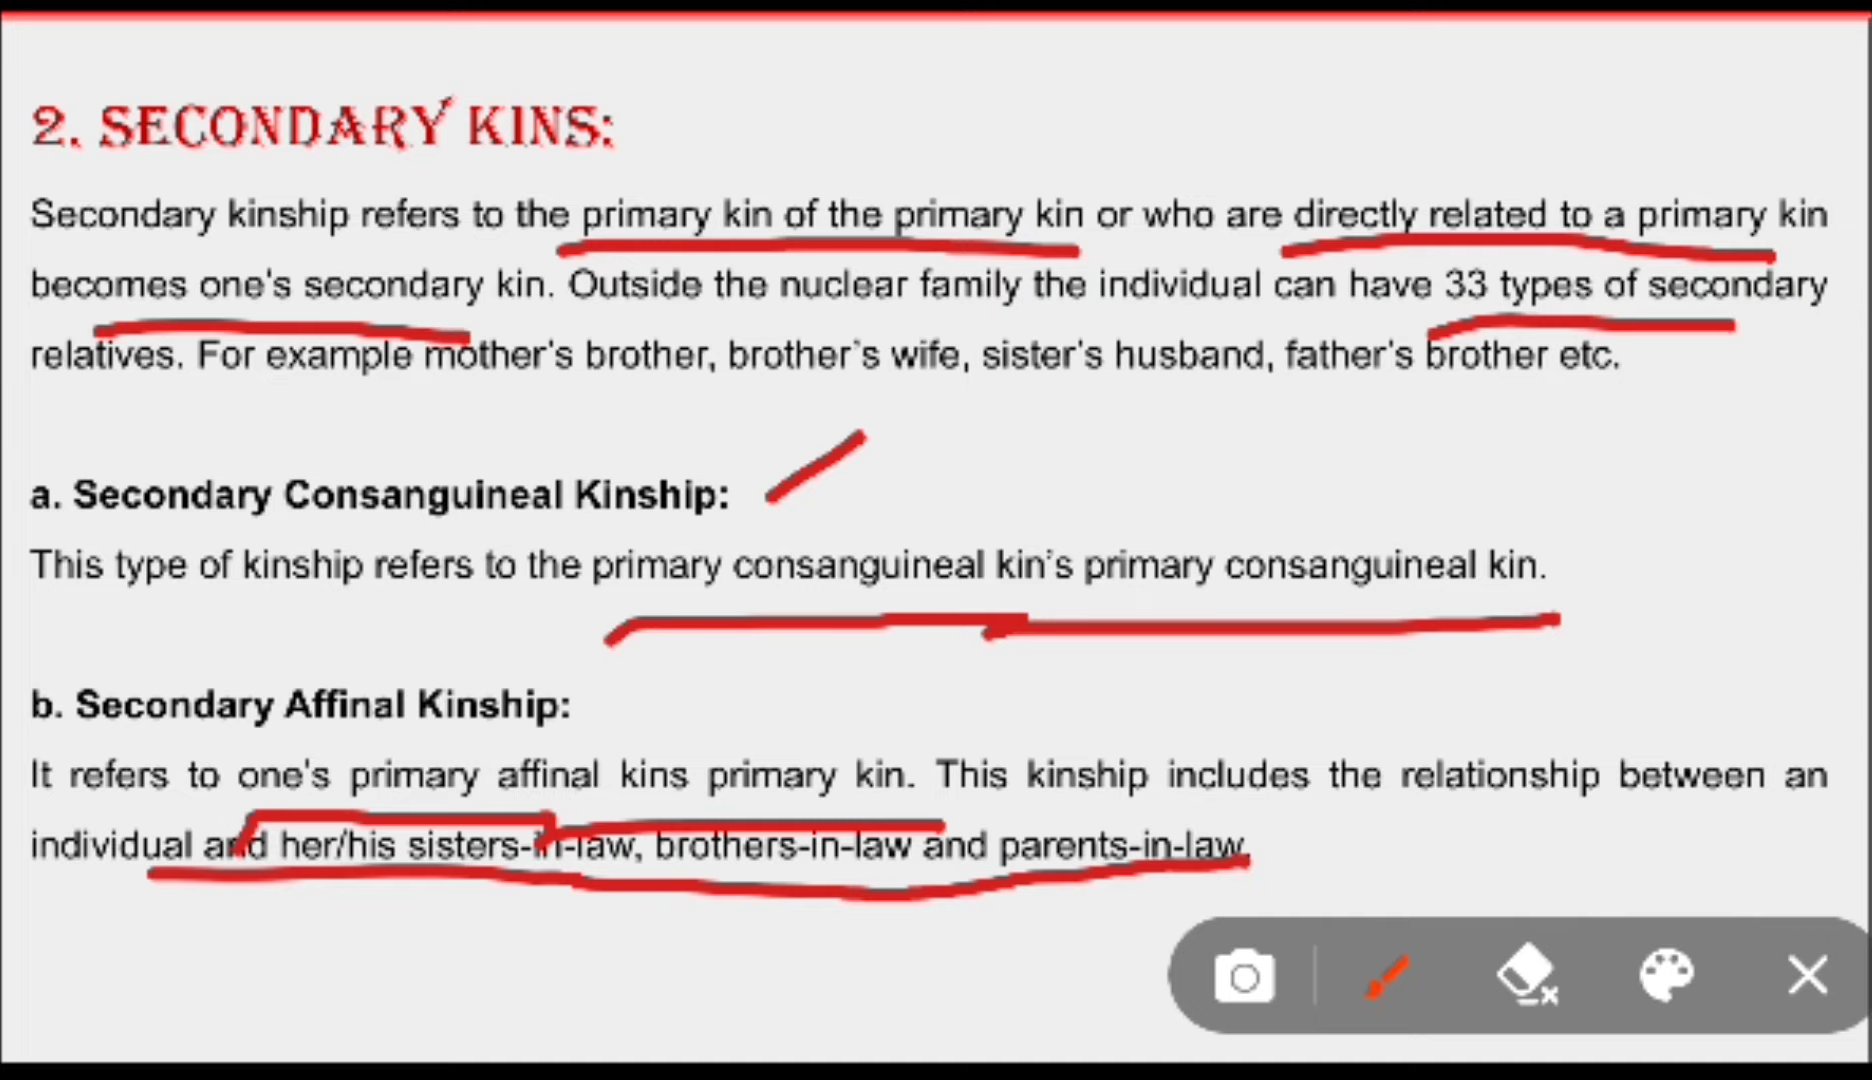 2. SECONDARY KINS:
Secondary kinship refers to the primary kin of the primary kin or who are directly related to a primary kin
becomes one's secondary kin. Outside the nuclear family the individual can have 33 types of secondary
relatives. For example mother's brother, brother's wife, sister's husband, father's brother etc.
a. Secondary Consanguineal Kinship:
This type of kinship refers to the primary consanguineal kin's primary consanguineal kin.
b. Secondary Affinal Kinship:
It refers to one's primary affinal kins primary kin. This kinship includes the relationship between an
individual and her/his sisters-in-law, brothers-in-law and parents-in-law.